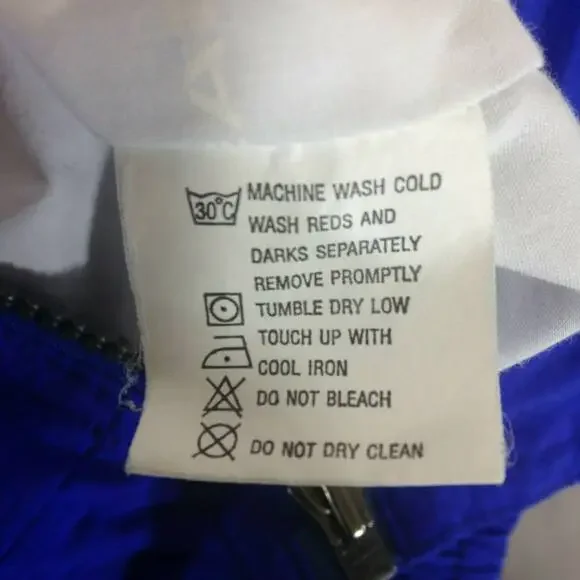 30°C MACHINE WASH COLD
WASH REDS AND
DARKS SEPARATELY
REMOVE PROMPTLY
TUMBLE DRY LOW
TOUCH UP WITH
COOL IRON
DO NOT BLEACH
DO NOT DRY CLEAN